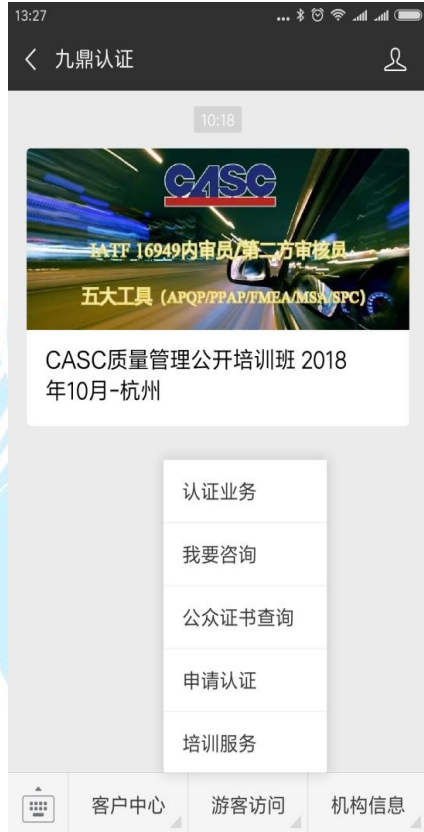 13:27
九鼎认证
10:18
CASC
IATF 16949内审员/第二方审核员
五大工具（APQP/PPAP/FMEA/MSA/SPC）
CASC质量管理公开培训班 2018
年10月-杭州
认证业务
我要咨询
公众证书查询
申请认证
培训服务
客户中心
游客访问
机构信息